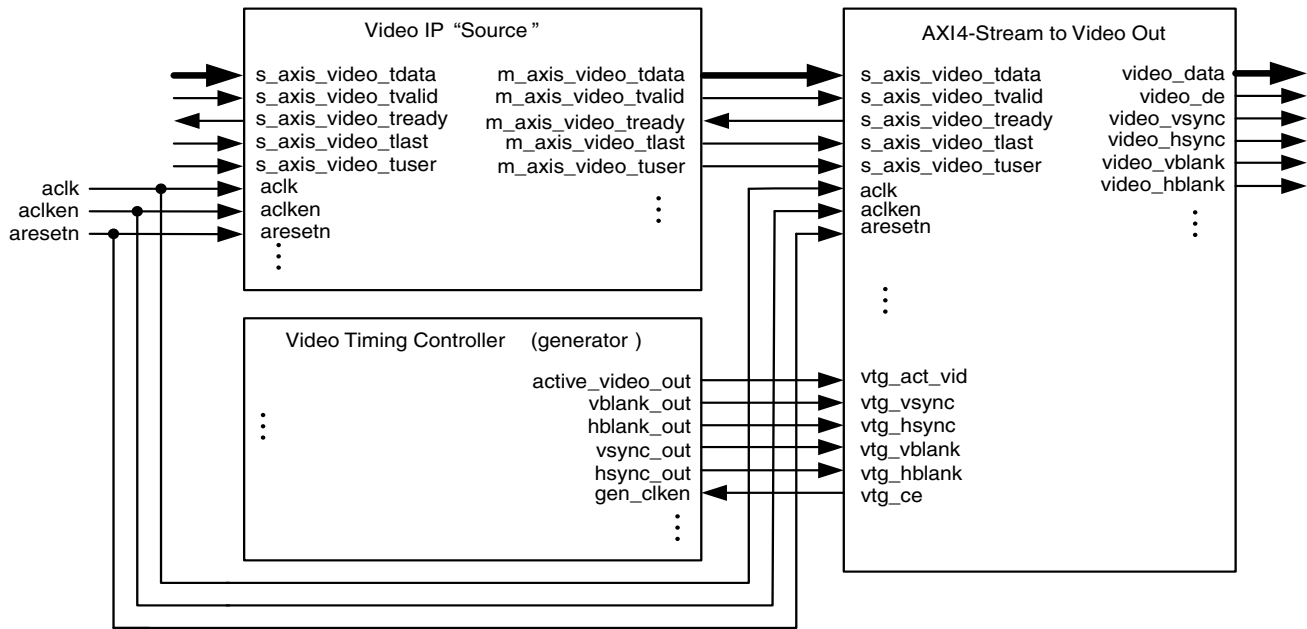 Video IP “Source”
s_axis_video_tdata
s_axis_video_tvalid
s_axis_video_tready
s_axis_video_tlast
s_axis_video_tuser
aclk
aclken
aresetn
m_axis_video_tdata
m_axis_video_tvalid
m_axis_video_tready
m_axis_video_tlast
m_axis_video_tuser
aclk
aclken
aresetn
AXI4-Stream to Video Out
s_axis_video_tdata
s_axis_video_tvalid
s_axis_video_tready
s_axis_video_tlast
s_axis_video_tuser
aclk
aclken
aresetn
video_data
video_de
video_vsync
video_hsync
video_vblank
video_hblank
Video Timing Controller (generator )
active_video_out
vblank_out
hblank_out
vsync_out
hsync_out
gen_clken
vtg_act_vid
vtg_vsync
vtg_hsync
vtg_vblank
vtg_hblank
vtg_ce